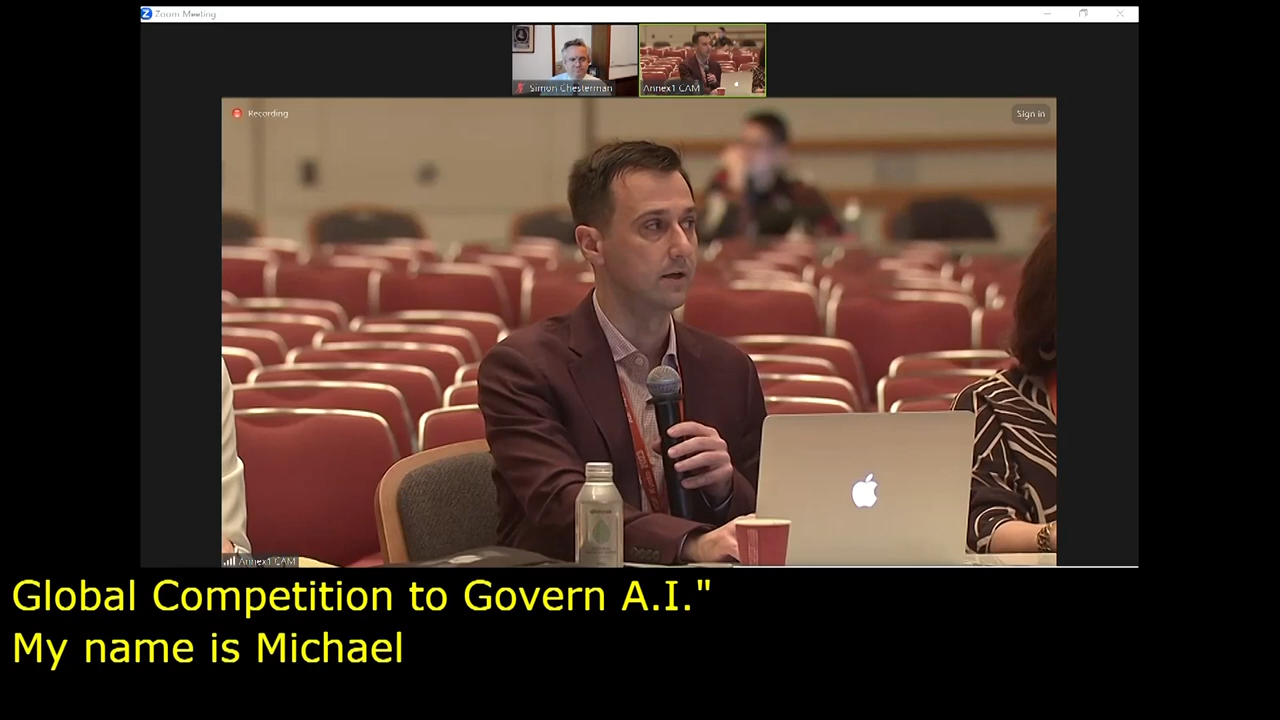 Zoom Meeting
Simon Chesterman
Annex1 CAM
Recording
Sign in
Annex1 CAM
Global Competition to Govern A.I."
My name is Michael